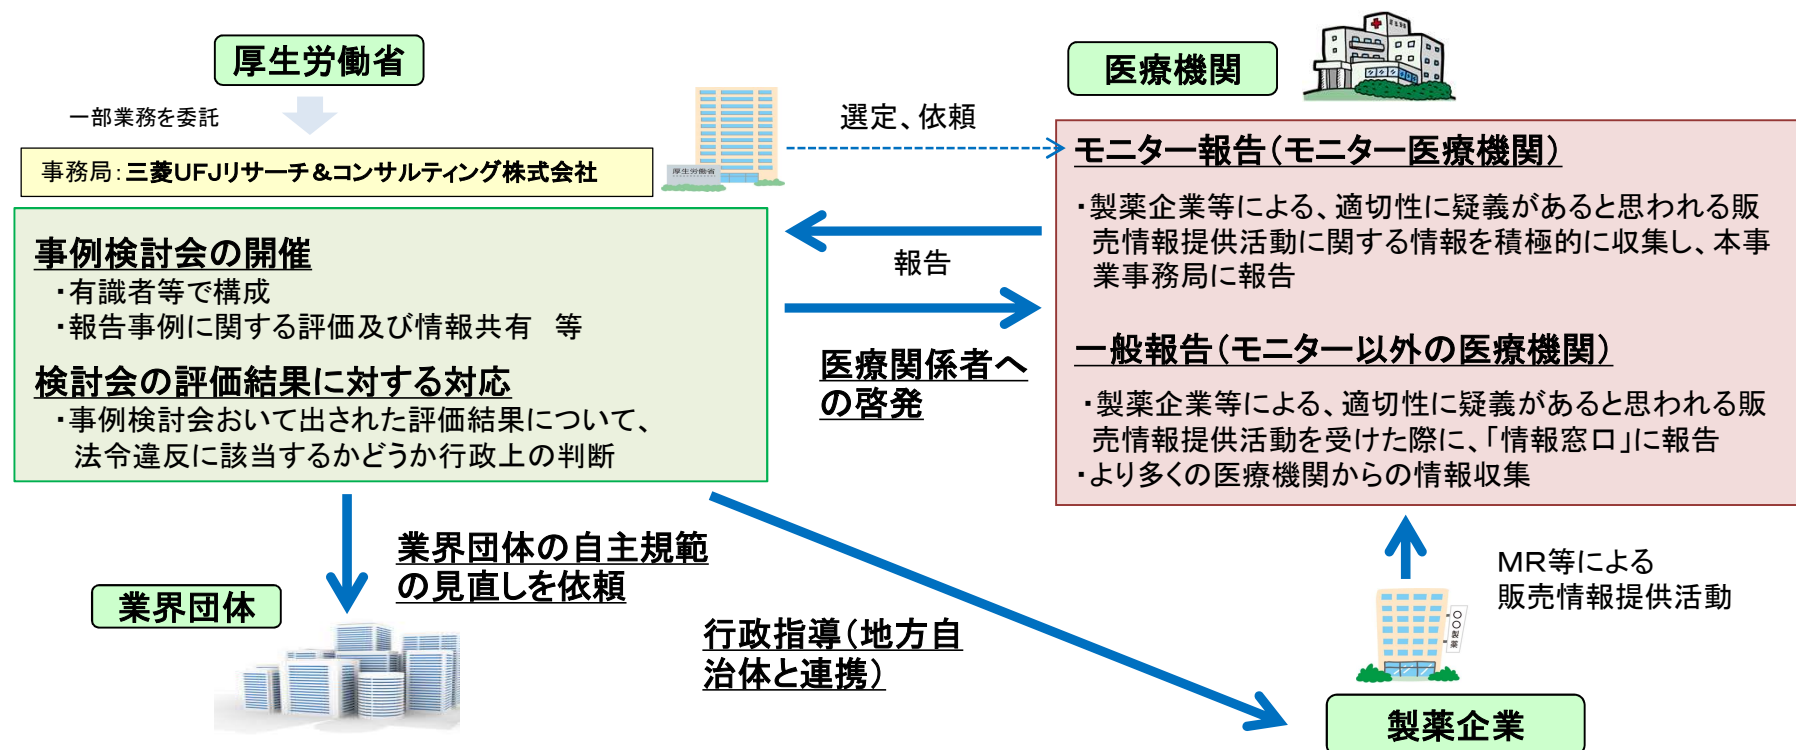 厚生労働省
一部業務を委託
事務局：三菱UFJリサーチ＆コンサルティング株式会社
厚生労働省
事例検討会の開催
・有識者等で構成
・報告事例に関する評価及び情報共有　等
検討会の評価結果に対する対応
・事例検討会おいて出された評価結果について、
法令違反に該当するかどうか行政上の判断
選定、依頼
報告
医療関係者へ
の啓発
医療機関
モニター報告（モニター医療機関）
・製薬企業等による、適切性に疑義があると思われる販
売情報提供活動に関する情報を積極的に収集し、本事
業事務局に報告
一般報告（モニター以外の医療機関）
・製薬企業等による、適切性に疑義があると思われる販
売情報提供活動を受けた際に、「情報窓口」に報告
・より多くの医療機関からの情報収集
業界団体の自主規範
の見直しを依頼
業界団体
行政指導（地方自
治体と連携）
MR等による
販売情報提供活動
〇〇製薬
製薬企業